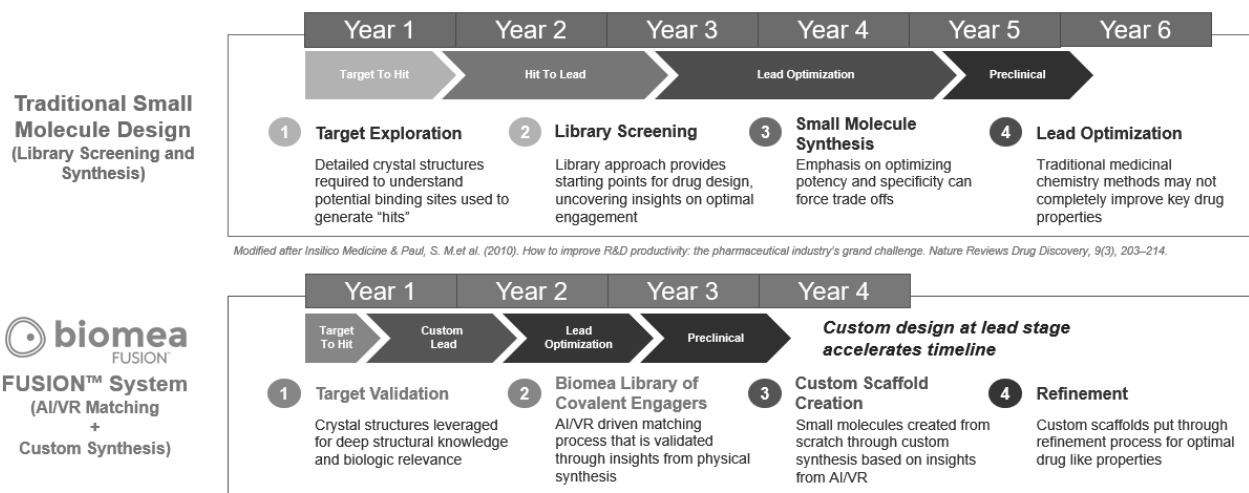 Year 1 Year 2 Year 3 Year 4 Year 5 Year 6
Target To Hit Hit To Lead Lead Optimization Preclinical
Traditional Small
Molecule Design
(Library Screening and
Synthesis)
1 Target Exploration
Detailed crystal structures
required to understand
potential binding sites used to
generate “hits”
2 Library Screening
Library approach provides
starting points for drug design,
uncovering insights on optimal
engagement
3 Small Molecule
Synthesis
Emphasis on optimizing
potency and specificity can
force trade offs
4 Lead Optimization
Traditional medicinal
chemistry methods may not
completely improve key drug
properties
Modified after Insilico Medicine & Paul, S. M.et al. (2010). How to improve R&D productivity: the pharmaceutical industry's grand challenge. Nature Reviews Drug Discovery, 9(3), 203–214.
Year 1 Year 2 Year 3 Year 4
Target
To Hit
Custom
Lead
Lead
Optimization
Preclinical
Custom design at lead stage
accelerates timeline
biomea
FUSION™
FUSION™ System
(AI/VR Matching
+
Custom Synthesis)
1 Target Validation
Crystal structures leveraged
for deep structural knowledge
and biologic relevance
2 Biomea Library of
Covalent Engagers
AI/VR driven matching
process that is validated
through insights from physical
synthesis
3 Custom Scaffold
Creation
Small molecules created from
scratch through custom
synthesis based on insights
from AI/VR
4 Refinement
Custom scaffolds put through
refinement process for optimal
drug like properties